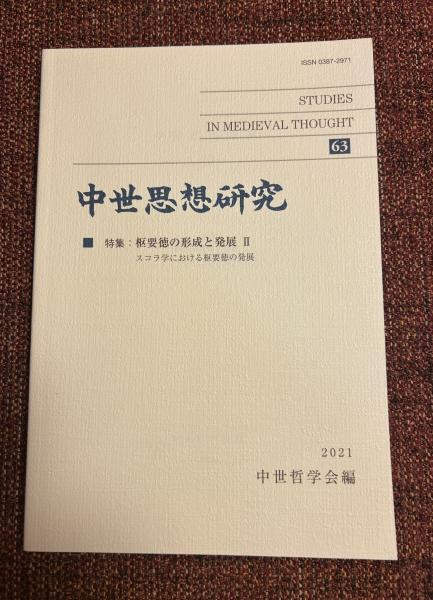 ISSN 0387-2971
STUDIES
IN MEDIEVAL THOUGHT
63
中世思想研究
■ 特集：枢要徳の形成と発展 II
スコラ学における枢要徳の発展
2021
中世哲学会編